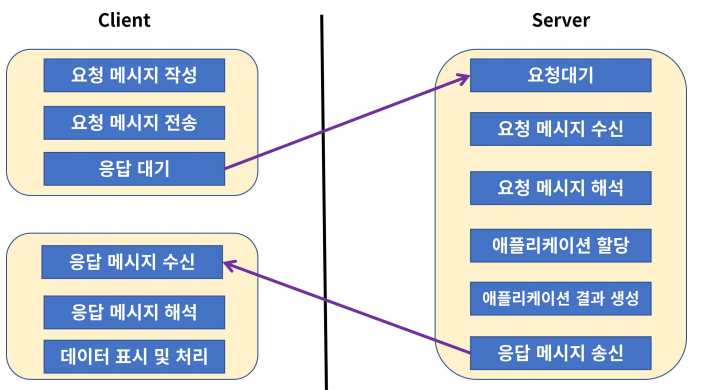 Client
요청 메시지 작성
요청 메시지 전송
응답 대기
응답 메시지 수신
응답 메시지 해석
데이터 표시 및 처리
Server
요청대기
요청 메시지 수신
요청 메시지 해석
애플리케이션 할당
애플리케이션 결과 생성
응답 메시지 송신